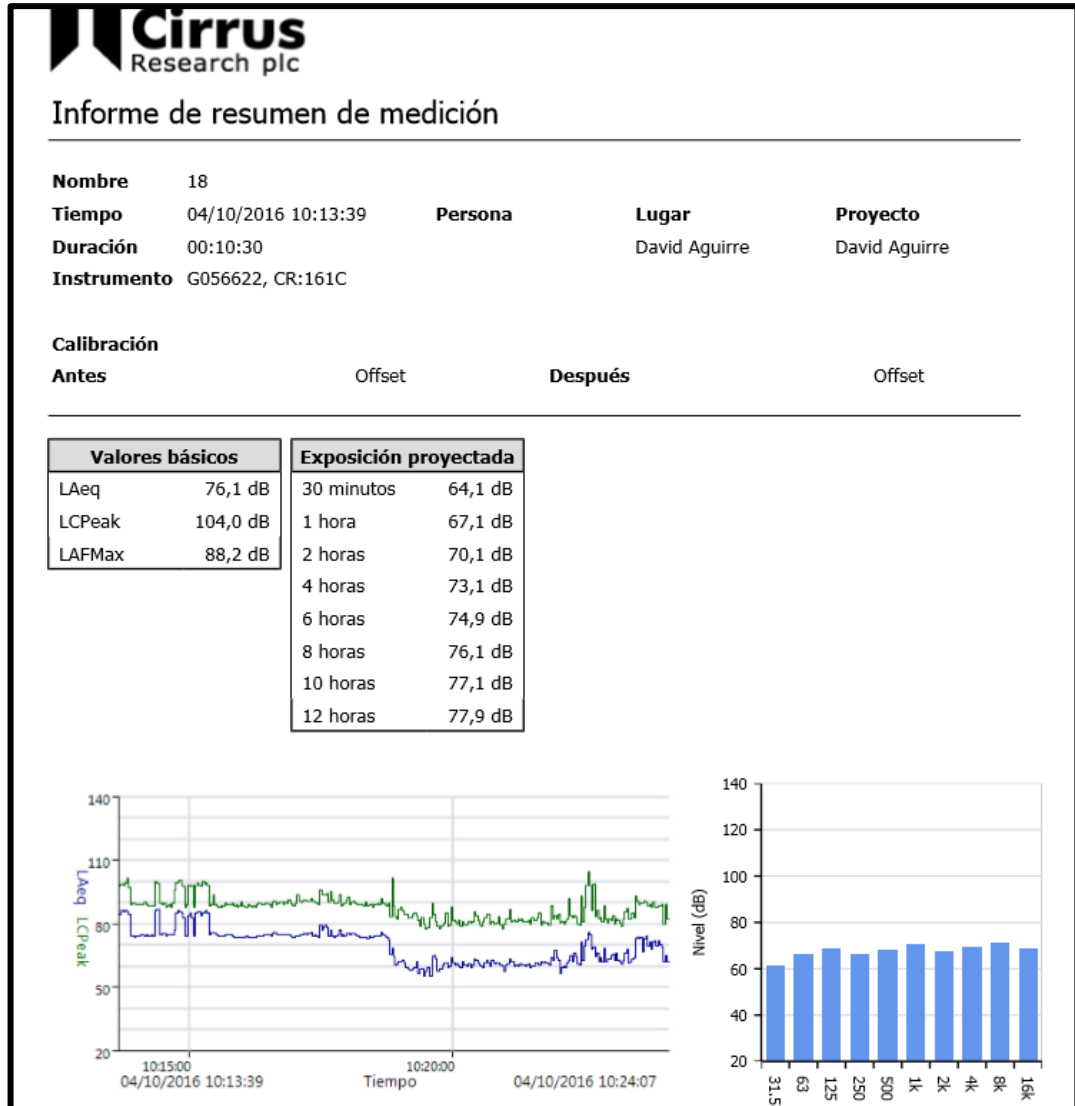 Cirrus
Research plc
Informe de resumen de medición
Nombre 18
Tiempo 04/10/2016 10:13:39 Persona Lugar Proyecto
Duración 00:10:30 David Aguirre David Aguirre
Instrumento G056622, CR:161C
Calibración
Antes Offset Después Offset
Valores básicos Exposición proyectada
LAeq 76,1 dB 30 minutos 64,1 dB
LCPeak 104,0 dB 1 hora 67,1 dB
LAFMax 88,2 dB 2 horas 70,1 dB
4 horas 73,1 dB
6 horas 74,9 dB
8 horas 76,1 dB
10 horas 77,1 dB
12 horas 77,9 dB
140
110
80
50
20
LAeq LCPeak
10:15:00 10:20:00
04/10/2016 10:13:39 Tiempo 04/10/2016 10:24:07
140
120
100
80
60
40
20
Nivel (dB)
31.5 63 125 250 500 1k 2k 4k 8k 16k